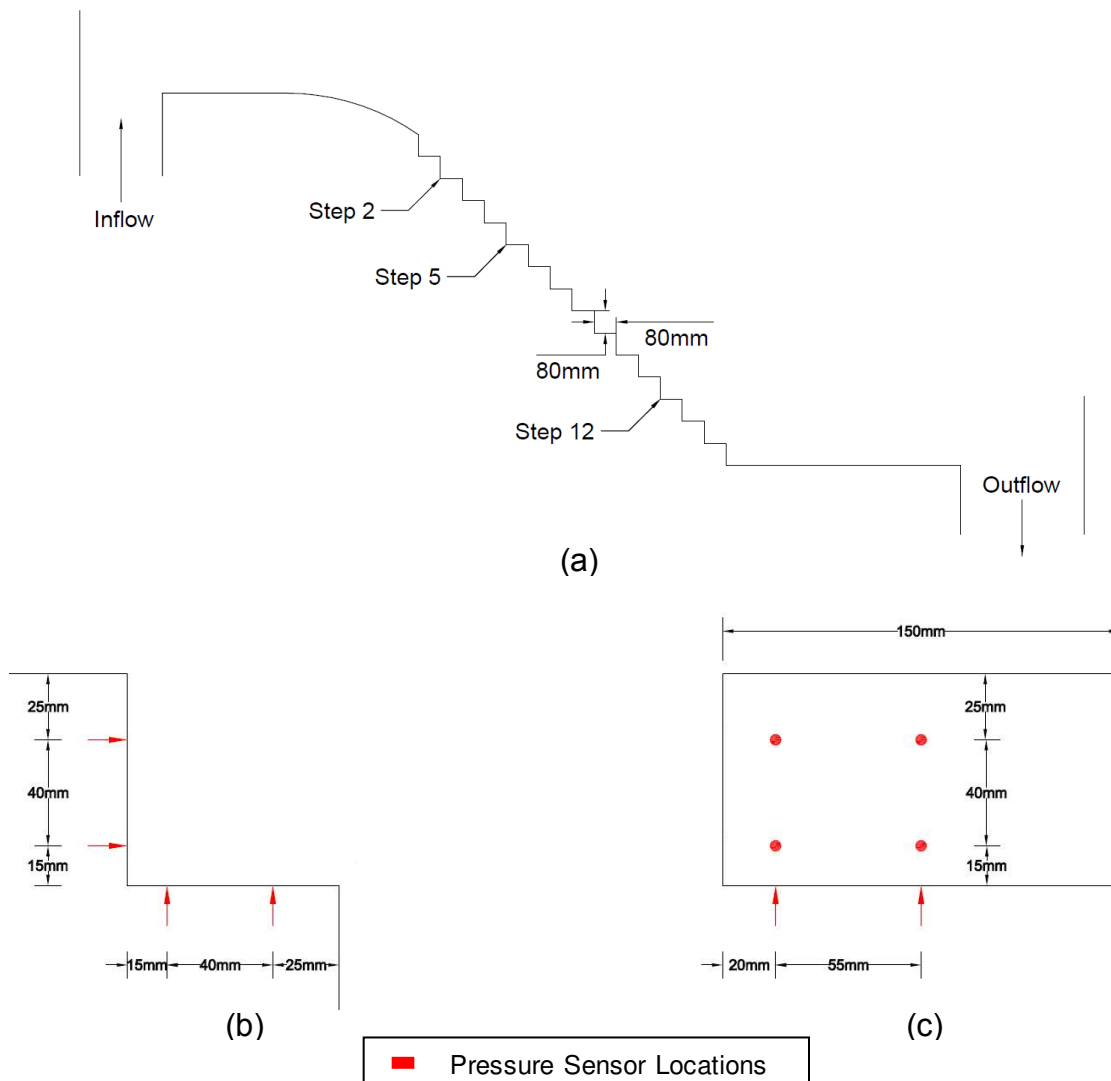 Inflow
Step 2
Step 5
80mm
80mm
Step 12
Outflow
(a)
150mm
25mm
40mm
15mm
15mm
40mm
25mm
(b)
25mm
40mm
15mm
20mm
55mm
(c)
Pressure Sensor Locations